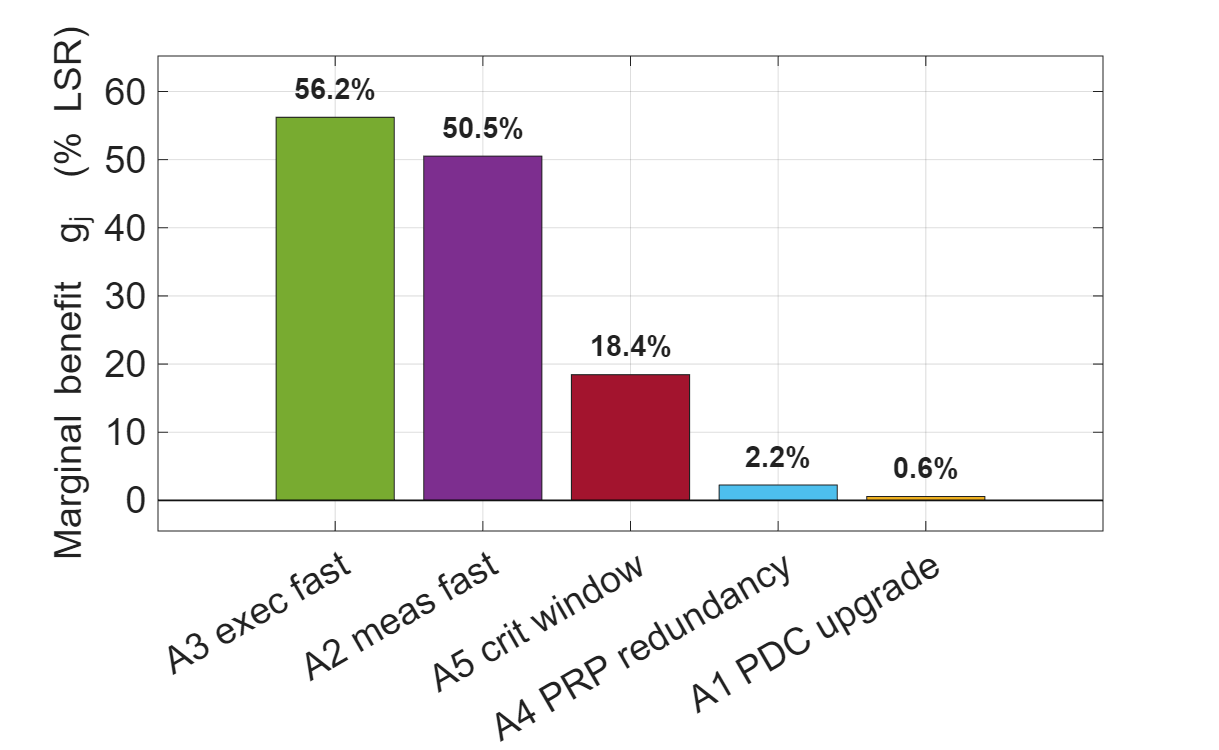 Marginal benefit gj (% LSR)
60
50
40
30
20
10
0
56.2%
50.5%
18.4%
2.2%
0.6%
A3 exec fast
A2 meas fast
A5 crit window
A4 PRP redundancy
A1 PDC upgrade